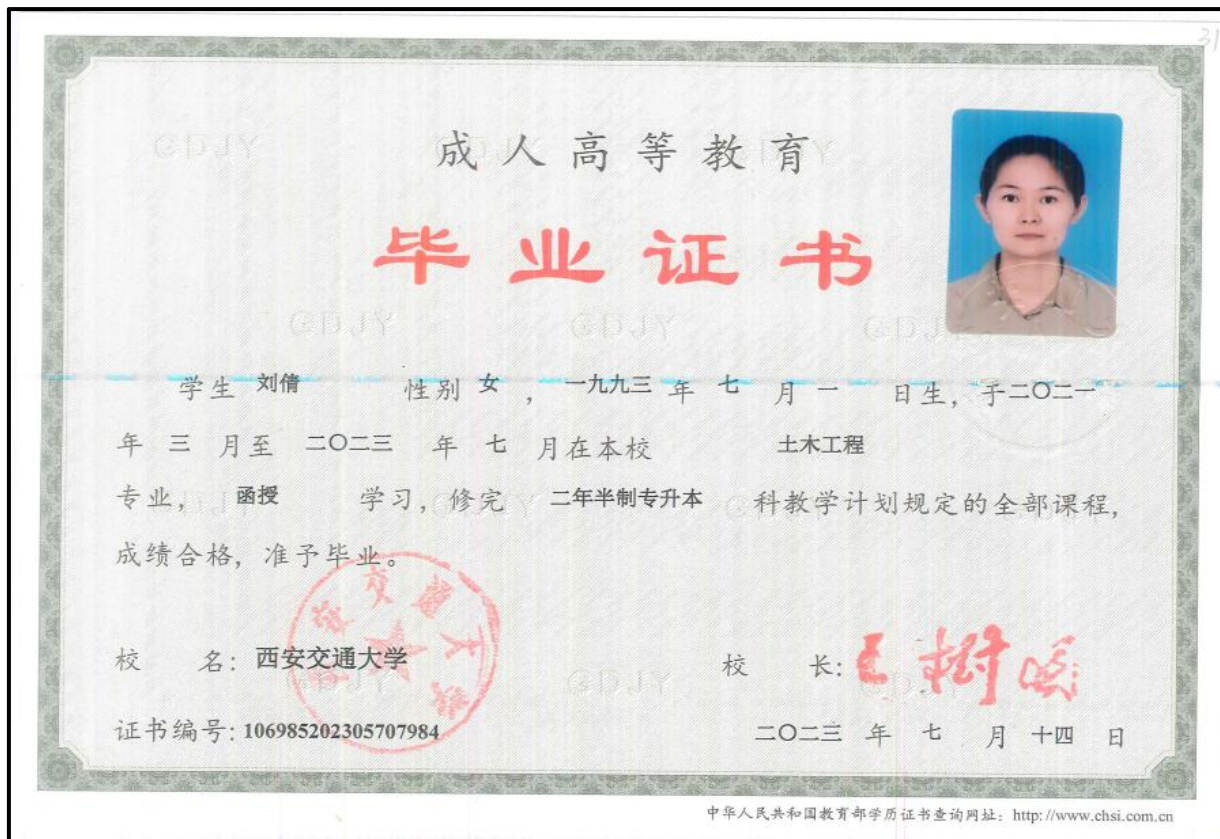 31
成人高等教育
毕业证书
学生 刘倩 性别 女 , 一九九三 年 七 月 一 日生, 于二〇二一
年 三 月至 二〇二三 年 七 月在本校 土木工程
专业, 函授 学习, 修完 二年半制专升本 科教学计划规定的全部课程,
成绩合格, 准予毕业。
校 名: 西安交通大学
校 长: 王树国
证书编号: 106985202305707984
二〇二三 年 七 月 十四 日
中华人民共和国教育部学历证书查询网址: http://www.chsi.com.cn